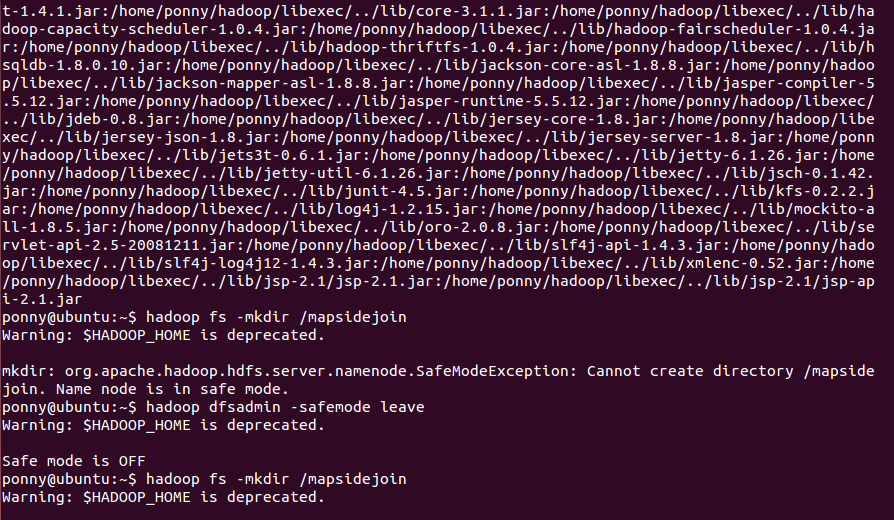 t-1.4.1.jar:/home/ponny/hadoop/libexec/../lib/core-3.1.1.jar:/home/ponny/hadoop/libexec/../lib/ha
doop-capacity-scheduler-1.0.4.jar:/home/ponny/hadoop/libexec/../lib/hadoop-fairscheduler-1.0.4.ja
r:/home/ponny/hadoop/libexec/../lib/hadoop-thriftfs-1.0.4.jar:/home/ponny/hadoop/libexec/../lib/h
sqldb-1.8.0.10.jar:/home/ponny/hadoop/libexec/../lib/jackson-core-asl-1.8.8.jar:/home/ponny/hadoo
p/libexec/../lib/jackson-mapper-asl-1.8.8.jar:/home/ponny/hadoop/libexec/../lib/jasper-compiler-5
.5.12.jar:/home/ponny/hadoop/libexec/../lib/jasper-runtime-5.5.12.jar:/home/ponny/hadoop/libexec/
../lib/jdeb-0.8.jar:/home/ponny/hadoop/libexec/../lib/jersey-core-1.8.jar:/home/ponny/hadoop/libe
xec/../lib/jersey-json-1.8.jar:/home/ponny/hadoop/libexec/../lib/jersey-server-1.8.jar:/home/ponn
y/hadoop/libexec/../lib/jets3t-0.6.1.jar:/home/ponny/hadoop/libexec/../lib/jetty-6.1.26.jar:/home
/ponny/hadoop/libexec/../lib/jetty-util-6.1.26.jar:/home/ponny/hadoop/libexec/../lib/jsch-0.1.42.
jar:/home/ponny/hadoop/libexec/../lib/junit-4.5.jar:/home/ponny/hadoop/libexec/../lib/kfs-0.2.2.j
ar:/home/ponny/hadoop/libexec/../lib/log4j-1.2.15.jar:/home/ponny/hadoop/libexec/../lib/mockito-a
ll-1.8.5.jar:/home/ponny/hadoop/libexec/../lib/oro-2.0.8.jar:/home/ponny/hadoop/libexec/../lib/se
rvlet-api-2.5-20081211.jar:/home/ponny/hadoop/libexec/../lib/slf4j-api-1.4.3.jar:/home/ponny/hado
op/libexec/../lib/slf4j-log4j12-1.4.3.jar:/home/ponny/hadoop/libexec/../lib/xmlenc-0.52.jar:/home
/ponny/hadoop/libexec/../lib/jsp-2.1/jsp-2.1.jar:/home/ponny/hadoop/libexec/../lib/jsp-2.1/jsp-ap
i-2.1.jar
ponny@ubuntu:~$ hadoop fs -mkdir /mapsidejoin
Warning: $HADOOP_HOME is deprecated.
mkdir: org.apache.hadoop.hdfs.server.namenode.SafeModeException: Cannot create directory /mapside
join. Name node is in safe mode.
ponny@ubuntu:~$ hadoop dfsadmin -safemode leave
Warning: $HADOOP_HOME is deprecated.
Safe mode is OFF
ponny@ubuntu:~$ hadoop fs -mkdir /mapsidejoin
Warning: $HADOOP_HOME is deprecated.